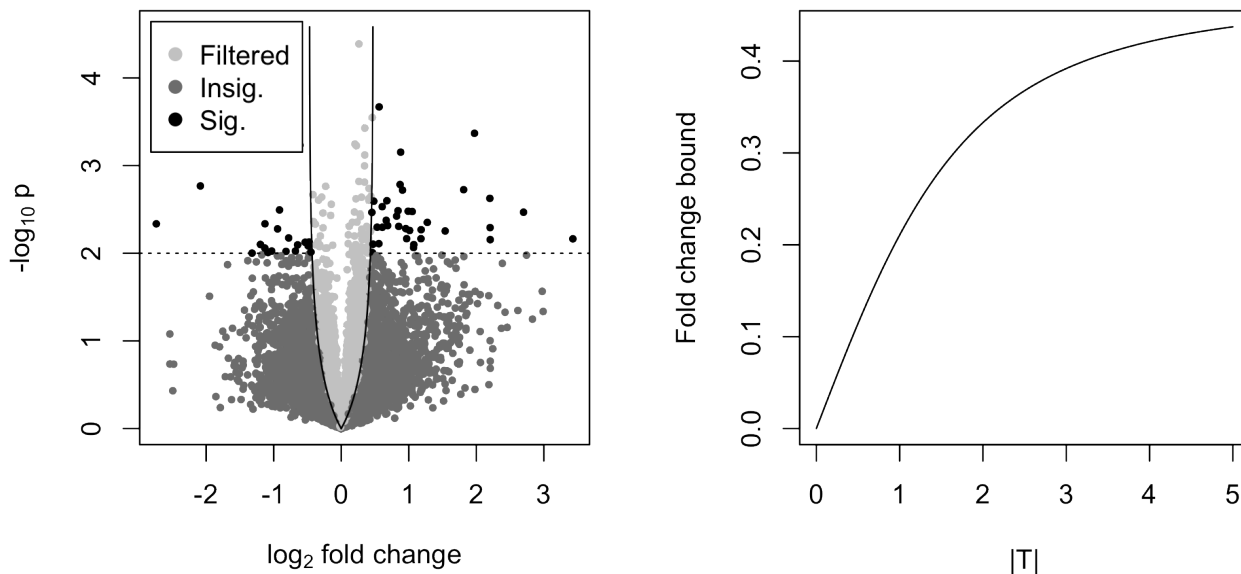 Filtered
Insig.
Sig.
4
3
2
1
0
-log10 p
-2 -1 0 1 2 3
log2 fold change
0.4
0.3
0.2
0.1
0.0
Fold change bound
0 1 2 3 4 5
|T|